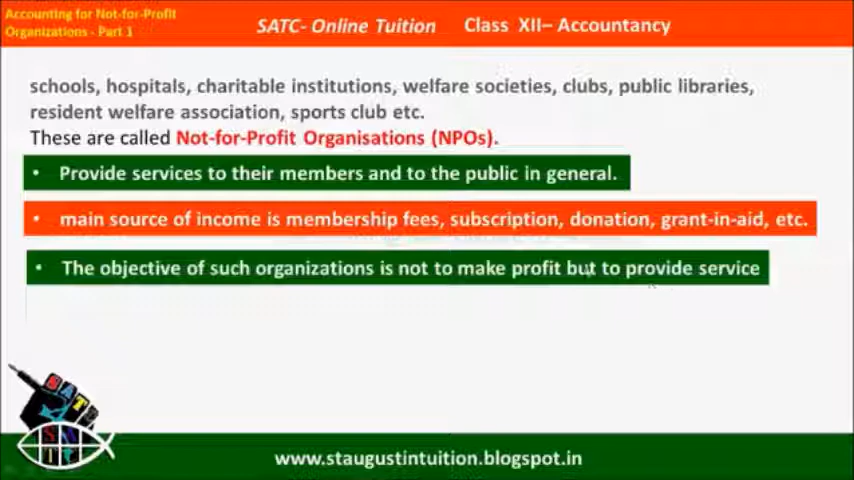 Accounting for Not-for-Profit
Organizations - Part 1
SATC- Online Tuition Class XII– Accountancy
schools, hospitals, charitable institutions, welfare societies, clubs, public libraries,
resident welfare association, sports club etc.
These are called Not-for-Profit Organisations (NPOs).
• Provide services to their members and to the public in general.
• main source of income is membership fees, subscription, donation, grant-in-aid, etc.
• The objective of such organizations is not to make profit but to provide service
SATC
www.staugustintuition.blogspot.in